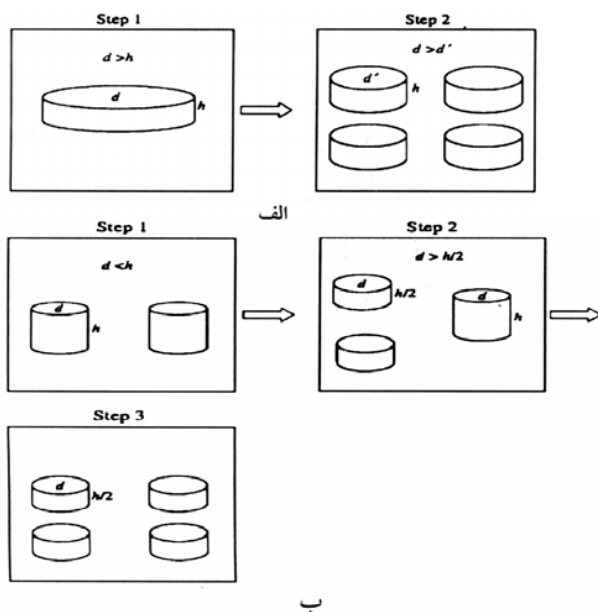 Step 1
d > h
d
h
Step 2
d > d´
d´
h
الف
Step 1
d < h
d
h
Step 2
d > h/2
d
h/2
d
h
Step 3
d
h/2
ب